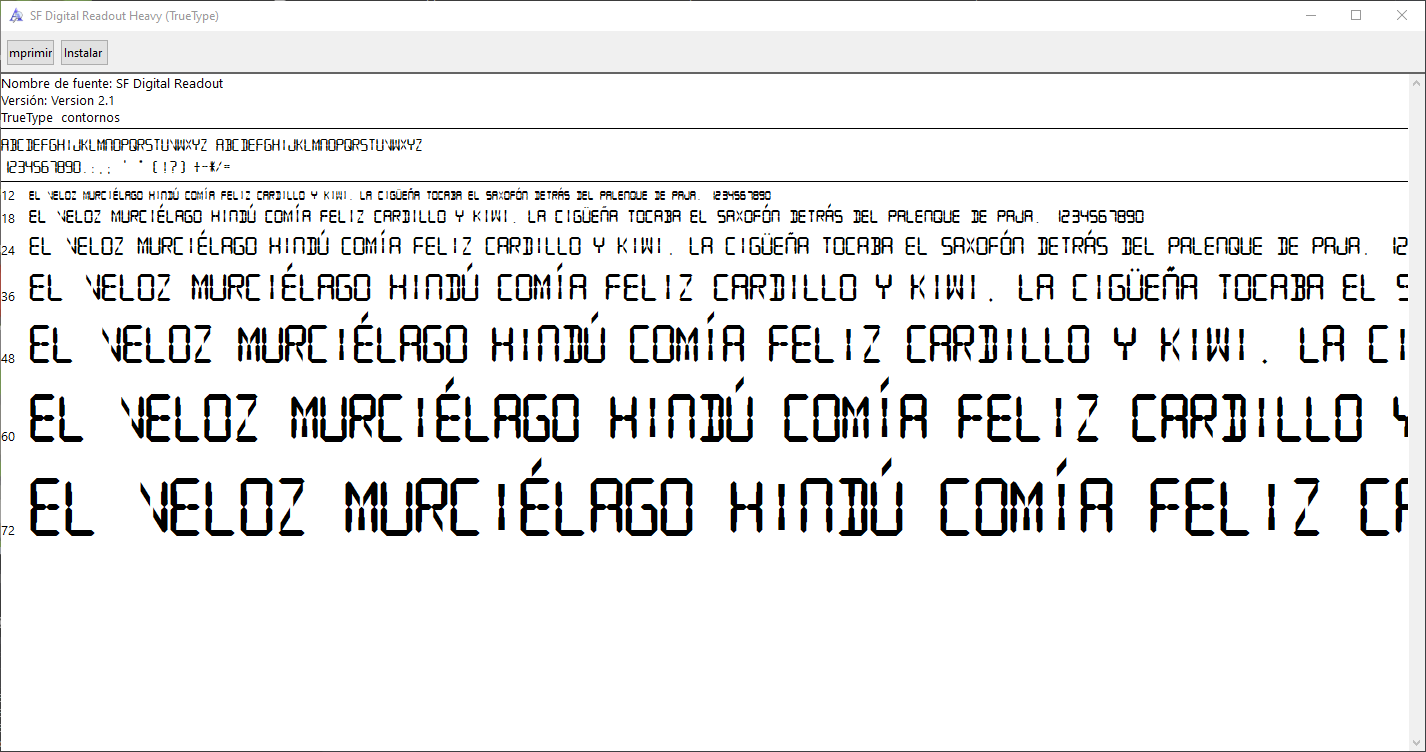 SF Digital Readout Heavy (TrueType)
mprimir Instalar
Nombre de fuente: SF Digital Readout
Versión: Version 2.1
TrueType contornos
ABCDEFGHIJKLMNOPQRSTUVWXYZ ABCDEFGHIJKLMNOPQRSTUVWXYZ
1234567890.:,; ' " (!?) +-*/=
12 EL VELOZ MURCIÉLAGO HINDÚ COMÍA FELIZ CARDILLO Y KIWI. LA CIGÜEÑA TOCABA EL SAXOFÓN DETRÁS DEL PALENQUE DE PAJA. 1234567890
18 EL VELOZ MURCIÉLAGO HINDÚ COMÍA FELIZ CARDILLO Y KIWI. LA CIGÜEÑA TOCABA EL SAXOFÓN DETRÁS DEL PALENQUE DE PAJA. 1234567890
24 EL VELOZ MURCIÉLAGO HINDÚ COMÍA FELIZ CARDILLO Y KIWI. LA CIGÜEÑA TOCABA EL SAXOFÓN DETRÁS DEL PALENQUE DE PAJA. 12
36 EL VELOZ MURCIÉLAGO HINDÚ COMÍA FELIZ CARDILLO Y KIWI. LA CIGÜEÑA TOCABA EL S
48 EL VELOZ MURCIÉLAGO HINDÚ COMÍA FELIZ CARDILLO Y KIWI. LA CI
60 EL VELOZ MURCIÉLAGO HINDÚ COMÍA FELIZ CARDILLO Y
72 EL VELOZ MURCIÉLAGO HINDÚ COMÍA FELIZ CA